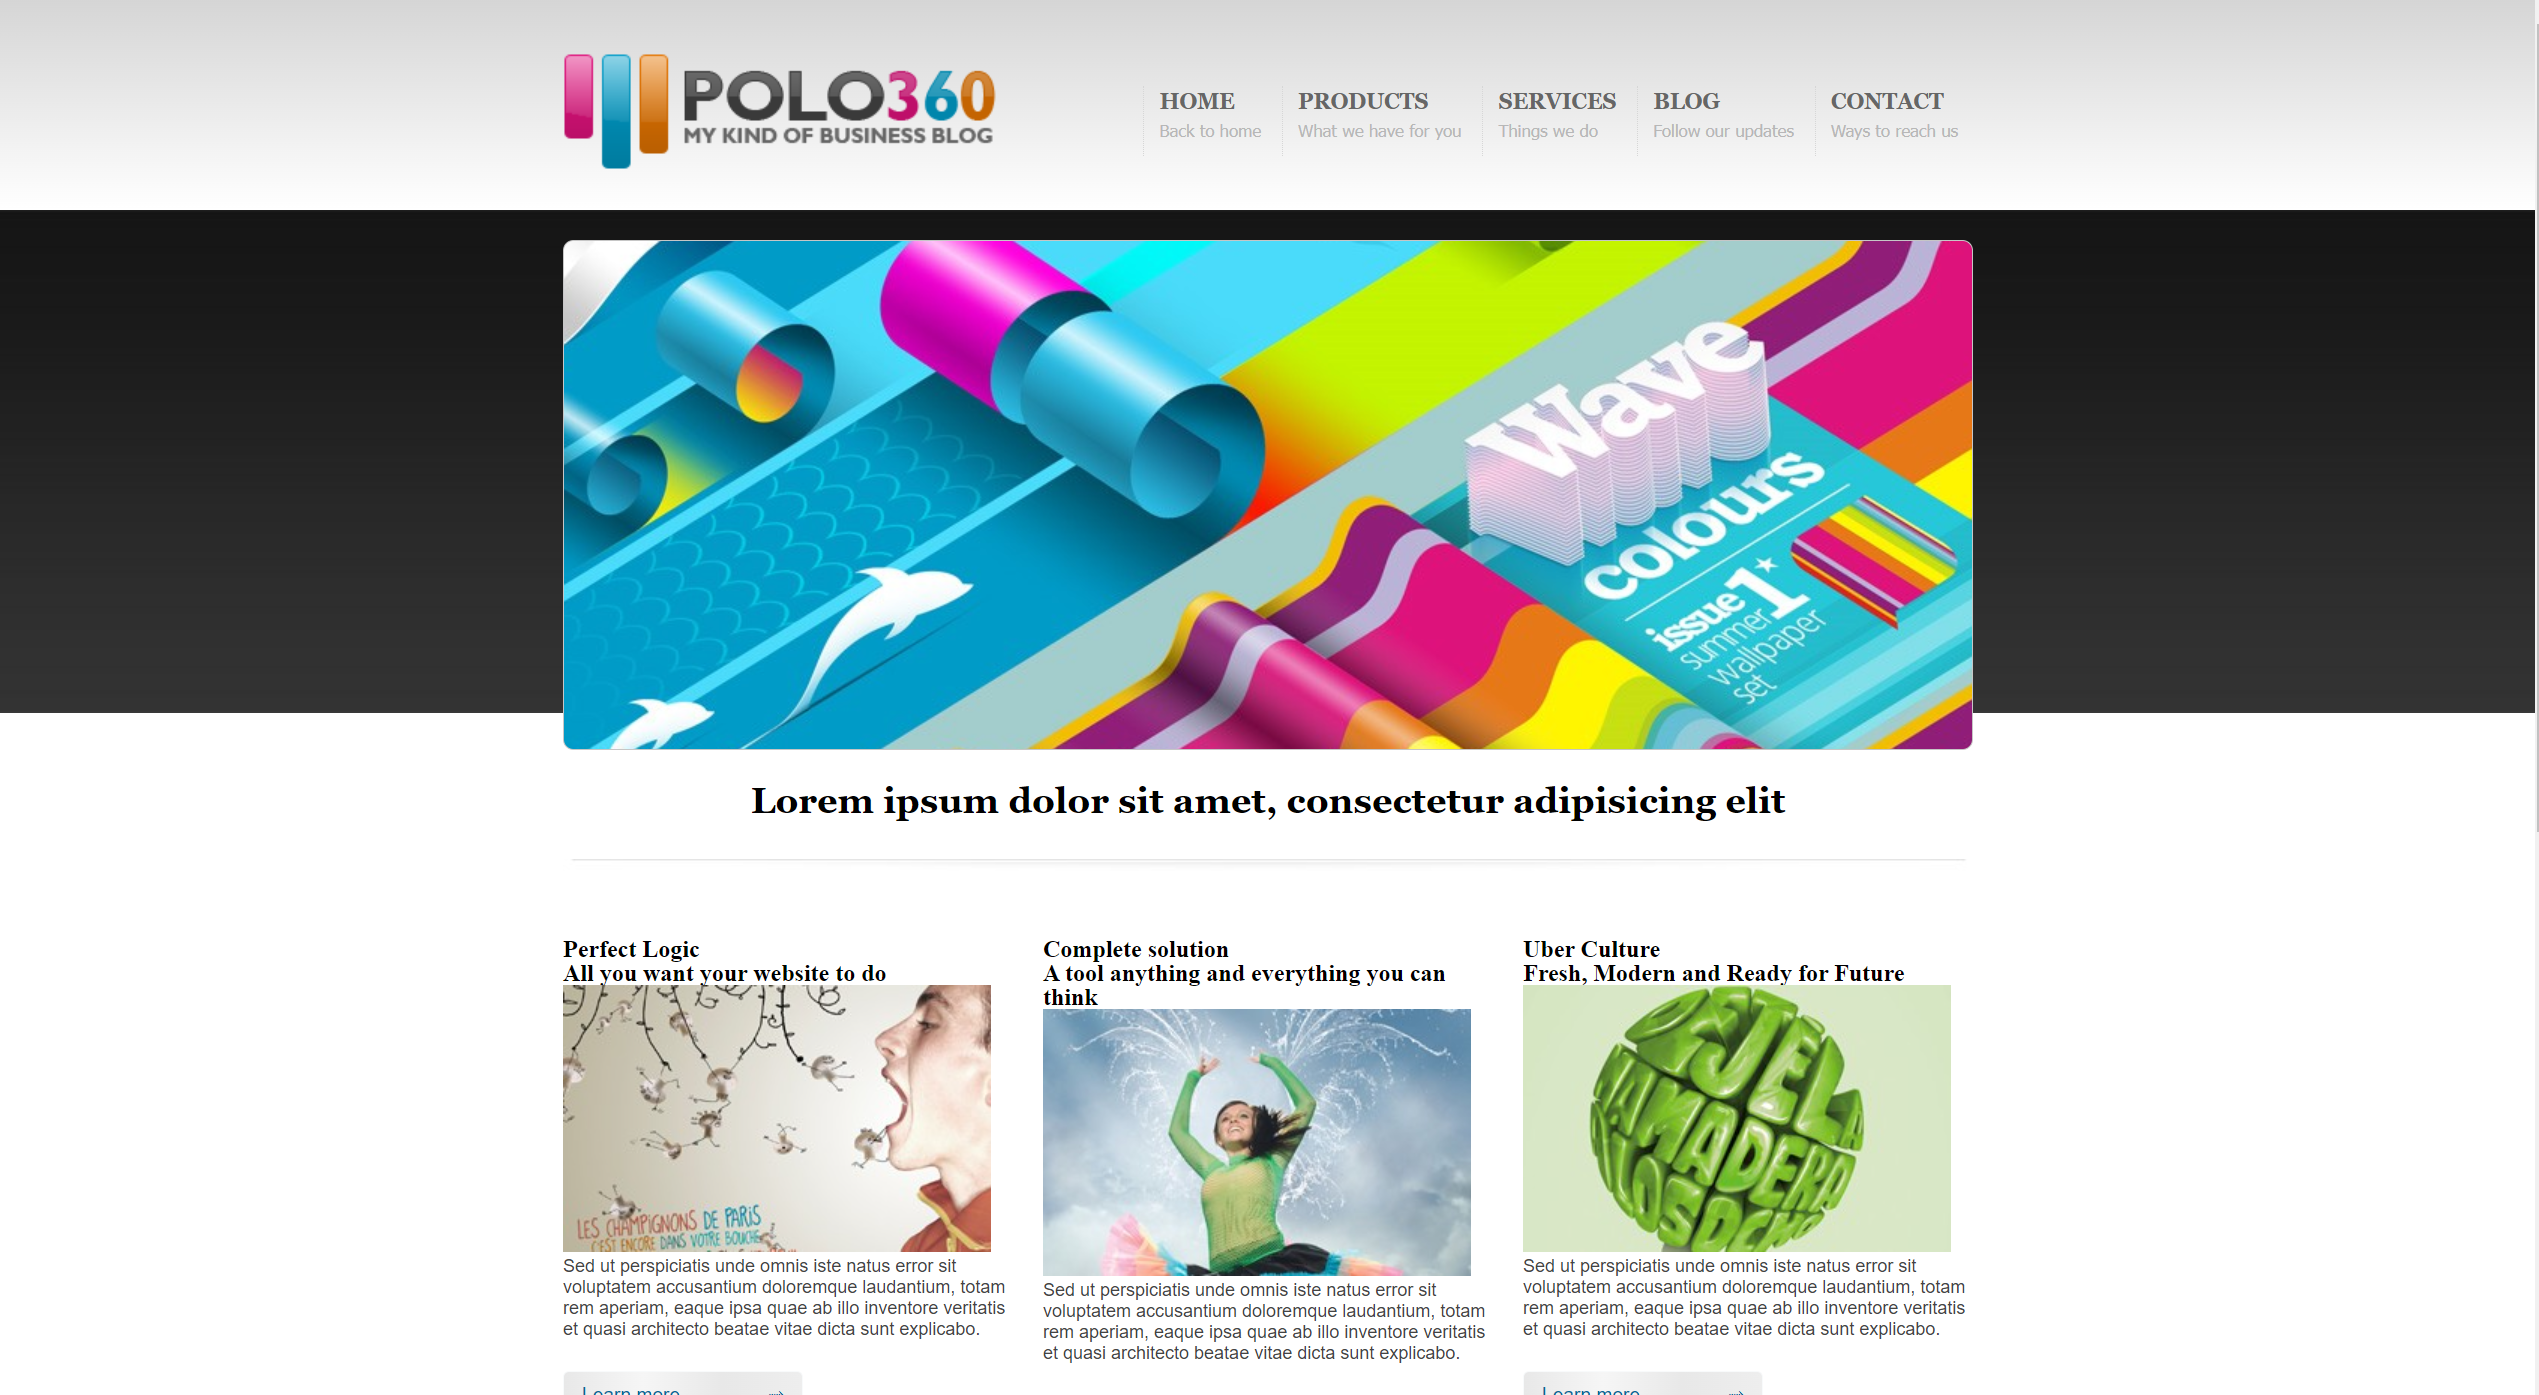 POLO360
MY KIND OF BUSINESS BLOG
HOME
Back to home
PRODUCTS
What we have for you
SERVICES
Things we do
BLOG
Follow our updates
CONTACT
Ways to reach us
Wave
colours
issue 1
summer
wallpaper
set
Lorem ipsum dolor sit amet, consectetur adipisicing elit
Perfect Logic
All you want your website to do
LES CHAMPIGNONS DE PARIS
C'EST ENCORE DANS VOTRE BOUCHE
Sed ut perspiciatis unde omnis iste natus error sit
voluptatem accusantium doloremque laudantium, totam
rem aperiam, eaque ipsa quae ab illo inventore veritatis
et quasi architecto beatae vitae dicta sunt explicabo.
Learn more
Complete solution
A tool anything and everything you can
think
Sed ut perspiciatis unde omnis iste natus error sit
voluptatem accusantium doloremque laudantium, totam
rem aperiam, eaque ipsa quae ab illo inventore veritatis
et quasi architecto beatae vitae dicta sunt explicabo.
Uber Culture
Fresh, Modern and Ready for Future
Sed ut perspiciatis unde omnis iste natus error sit
voluptatem accusantium doloremque laudantium, totam
rem aperiam, eaque ipsa quae ab illo inventore veritatis
et quasi architecto beatae vitae dicta sunt explicabo.
Learn more